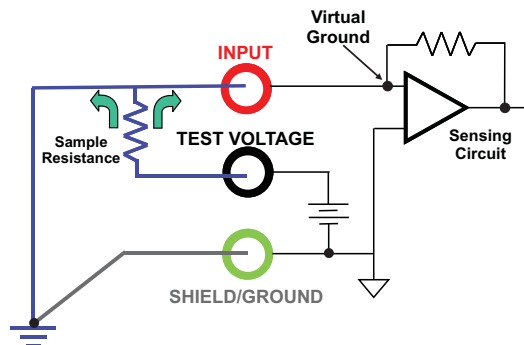 Virtual
Ground
INPUT
Sample
Resistance
TEST VOLTAGE
Sensing
Circuit
SHIELD/GROUND